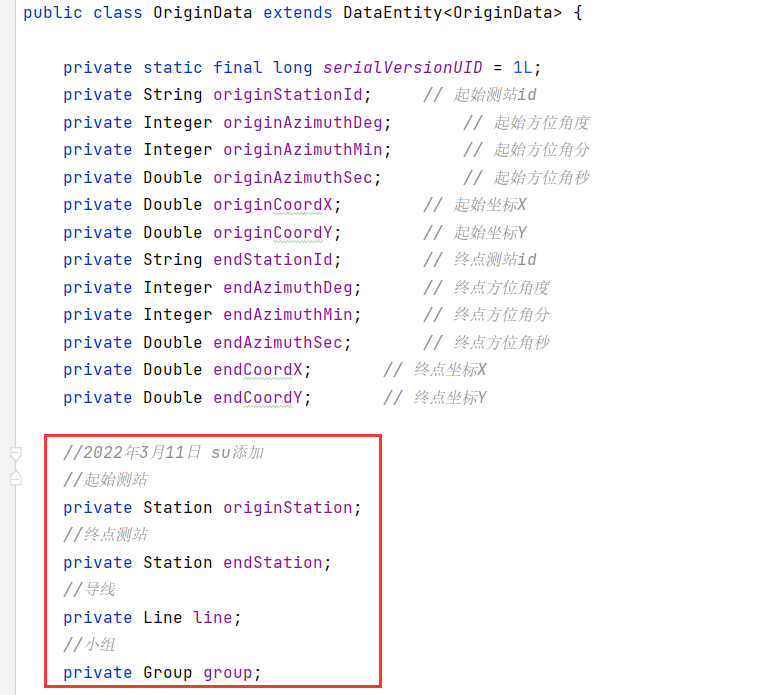 public class OriginData extends DataEntity<OriginData> {
private static final long serialVersionUID = 1L;
private String originStationId; // 起始测站id
private Integer originAzimuthDeg; // 起始方位角度
private Integer originAzimuthMin; // 起始方位角分
private Double originAzimuthSec; // 起始方位角秒
private Double originCoordX; // 起始坐标X
private Double originCoordY; // 起始坐标Y
private String endStationId; // 终点测站id
private Integer endAzimuthDeg; // 终点方位角度
private Integer endAzimuthMin; // 终点方位角分
private Double endAzimuthSec; // 终点方位角秒
private Double endCoordX; // 终点坐标X
private Double endCoordY; // 终点坐标Y
//2022年3月11日 su添加
//起始测站
private Station originStation;
//终点测站
private Station endStation;
//导线
private Line line;
//小组
private Group group;